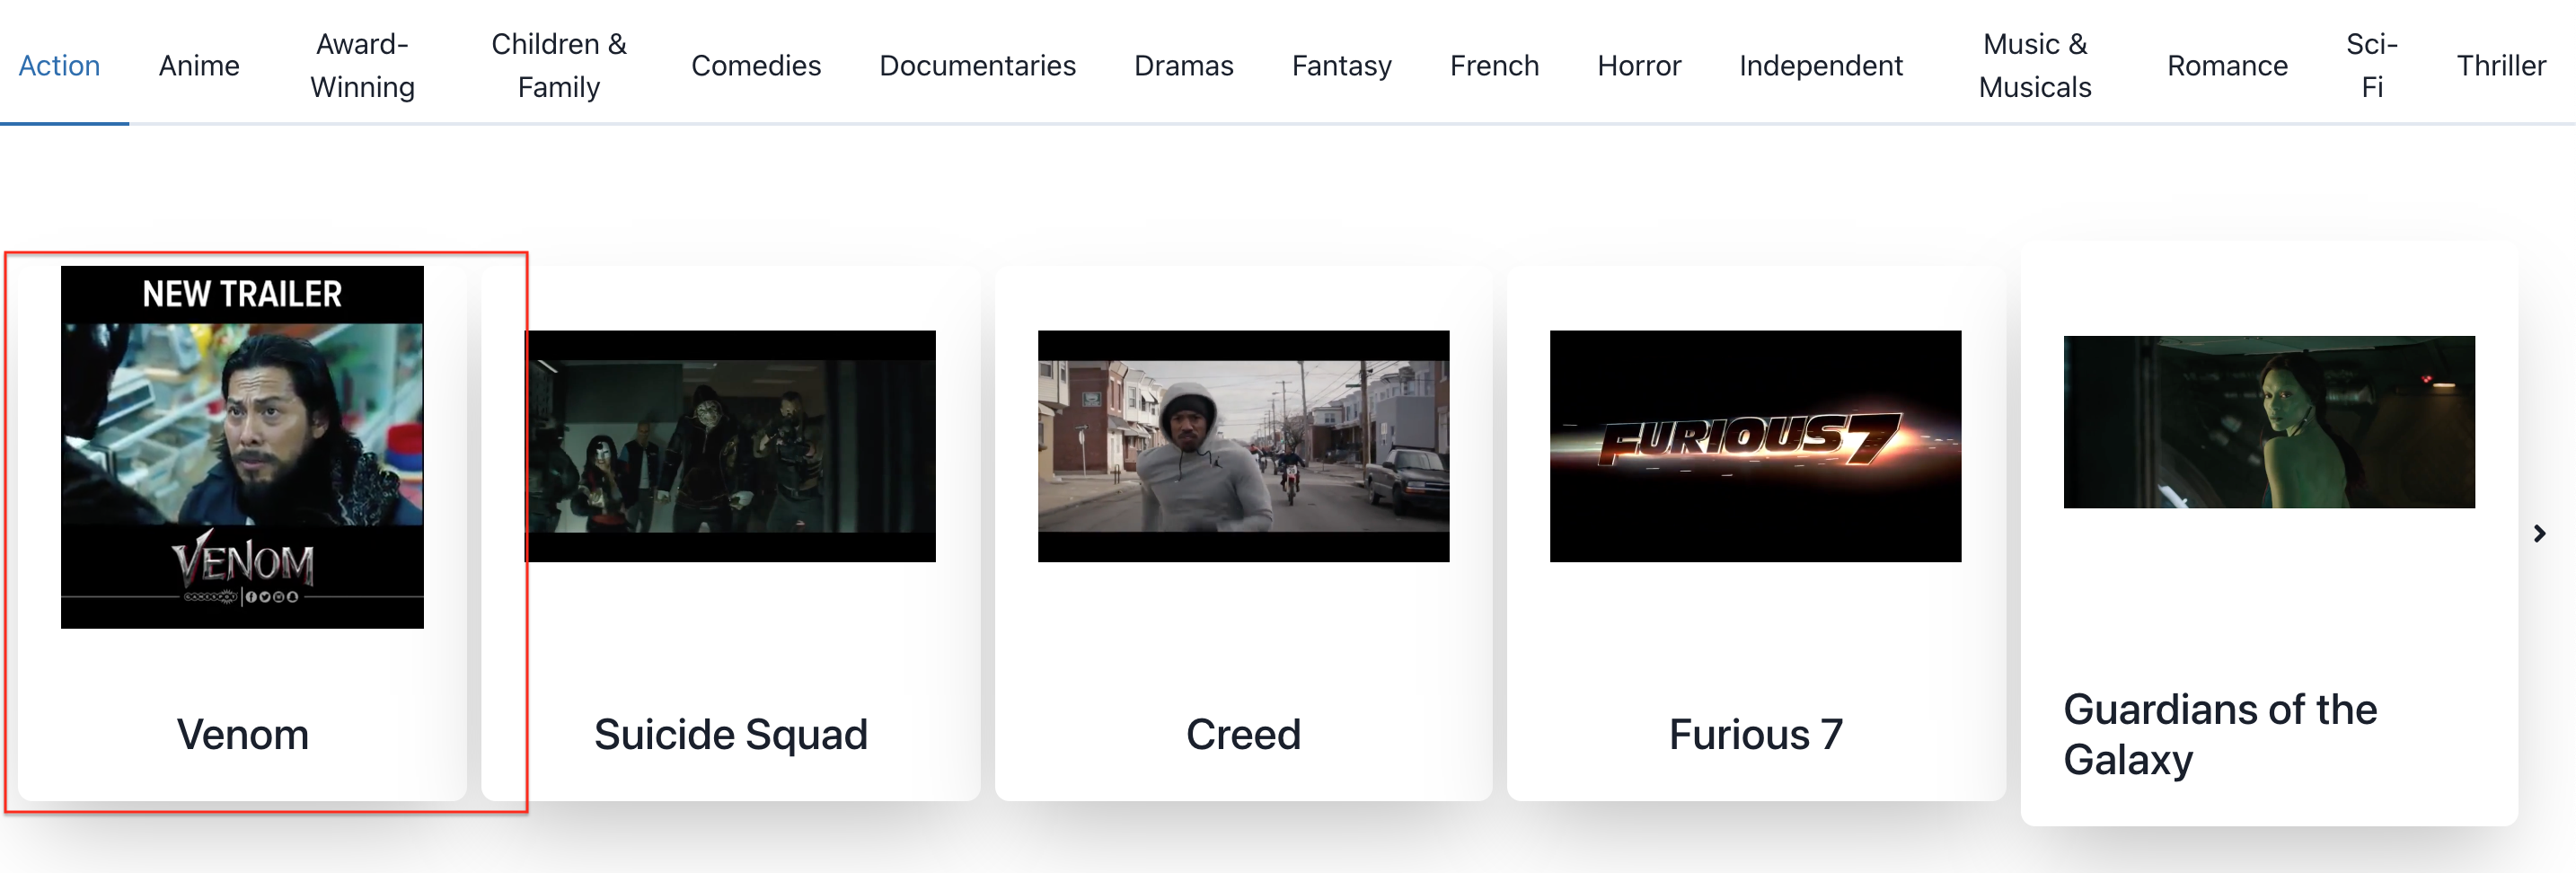 Action
Anime
Award-
Winning
Children &
Family
Comedies
Documentaries
Dramas
Fantasy
French
Horror
Independent
Music &
Musicals
Romance
Sci-
Fi
Thriller
NEW TRAILER
VENOM
GAMESPOT
Venom
Suicide Squad
Creed
FURIOUS 7
Furious 7
Guardians of the
Galaxy